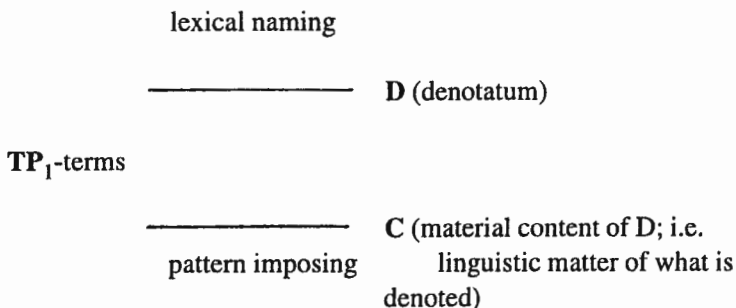 lexical naming
D (denotatum)
TP₁-terms
C (material content of D; i.e.
pattern imposing linguistic matter of what is
denoted)